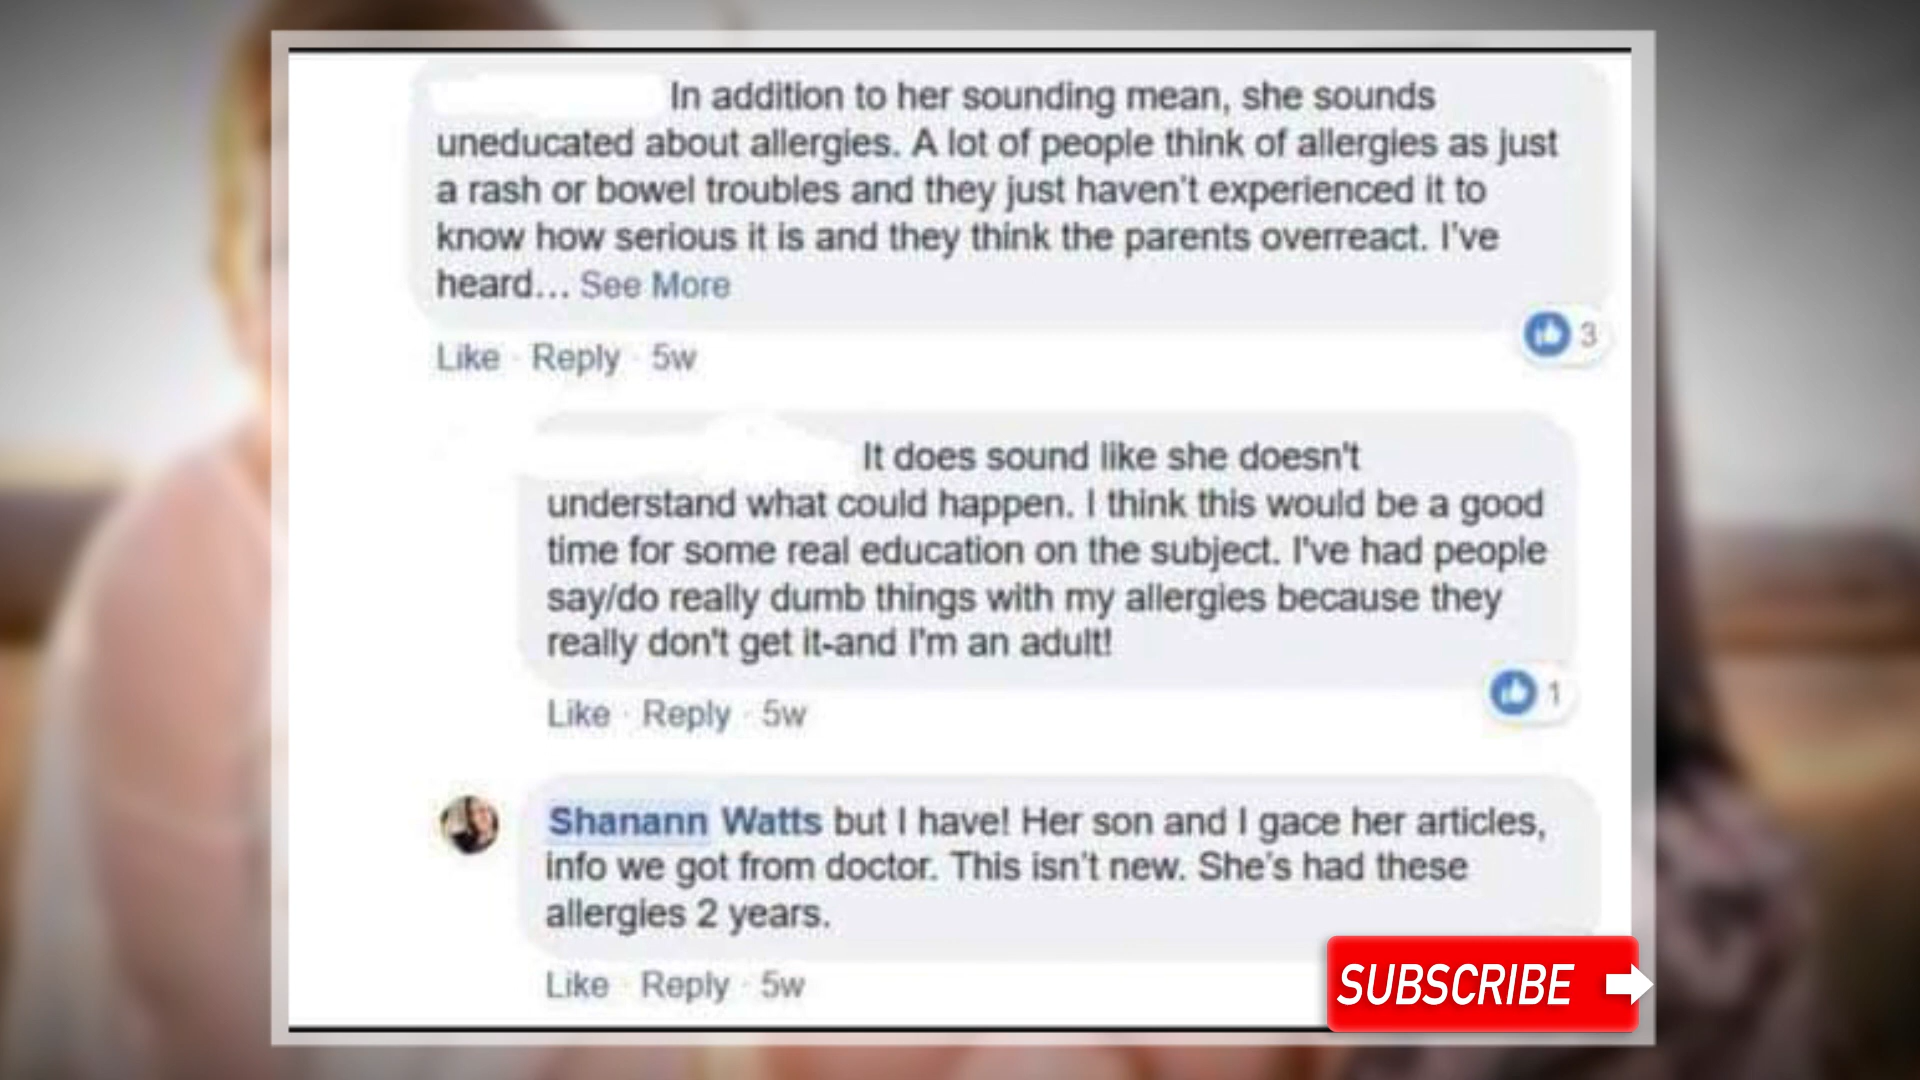 In addition to her sounding mean, she sounds
uneducated about allergies. A lot of people think of allergies as just
a rash or bowel troubles and they just haven't experienced it to
know how serious it is and they think the parents overreact. I've
heard... See More
3
Like · Reply · 5w
It does sound like she doesn't
understand what could happen. I think this would be a good
time for some real education on the subject. I've had people
say/do really dumb things with my allergies because they
really don't get it-and I'm an adult!
1
Like · Reply · 5w
Shanann Watts but I have! Her son and I gace her articles,
info we got from doctor. This isn't new. She's had these
allergies 2 years.
Like · Reply · 5w
SUBSCRIBE